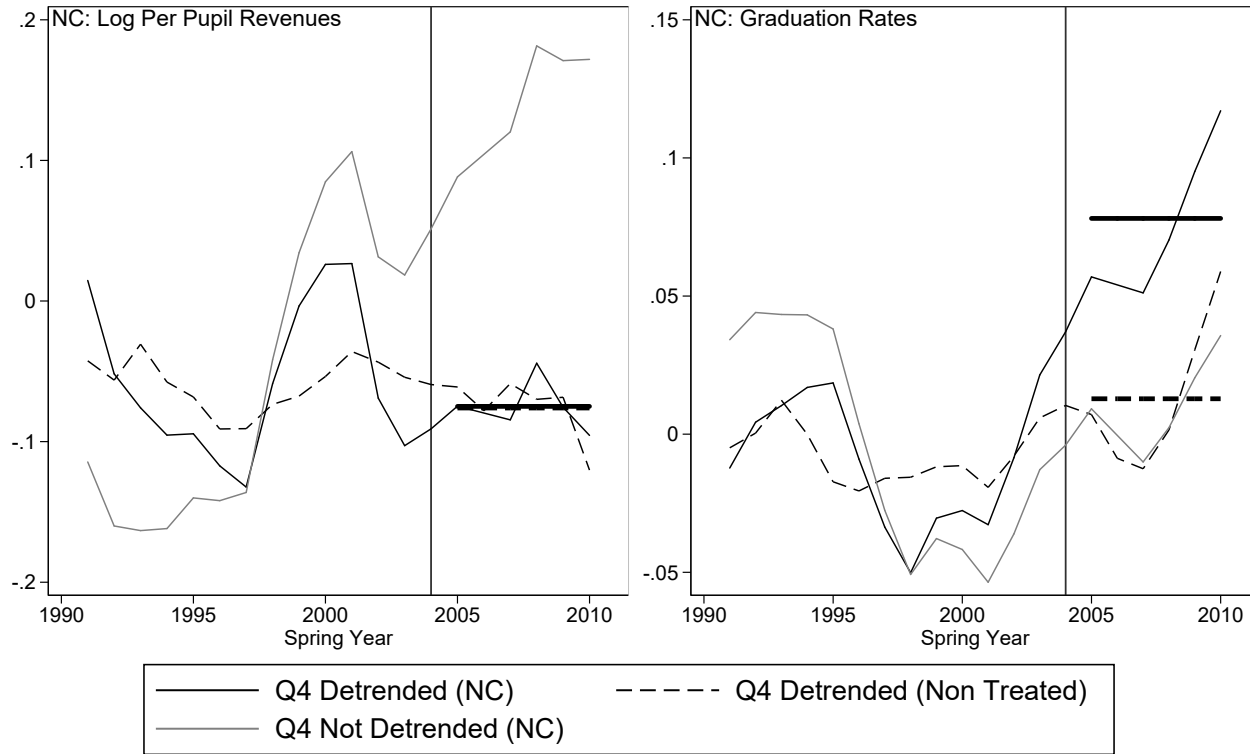 NC: Log Per Pupil Revenues
.2
.1
0
-.1
-.2
1990 1995 2000 2005 2010
Spring Year
NC: Graduation Rates
.15
.1
.05
0
-.05
1990 1995 2000 2005 2010
Spring Year
Q4 Detrended (NC) Q4 Detrended (Non Treated)
Q4 Not Detrended (NC)